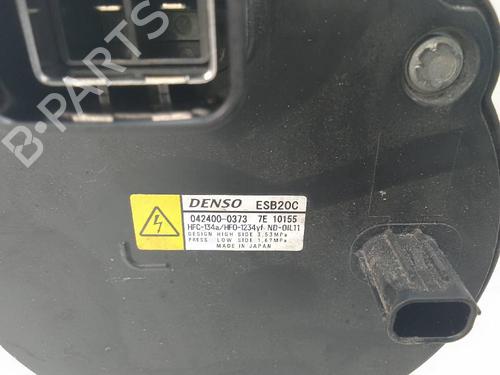 B-PARTS
DENSO ESB20C
042400-0373 7E 10155
HFC-134a/HFO-1234yf ND-OIL11
DESIGN HIGH SIDE 3,53MPa
PRESS. LOW SIDE 1,67MPa
MADE IN JAPAN